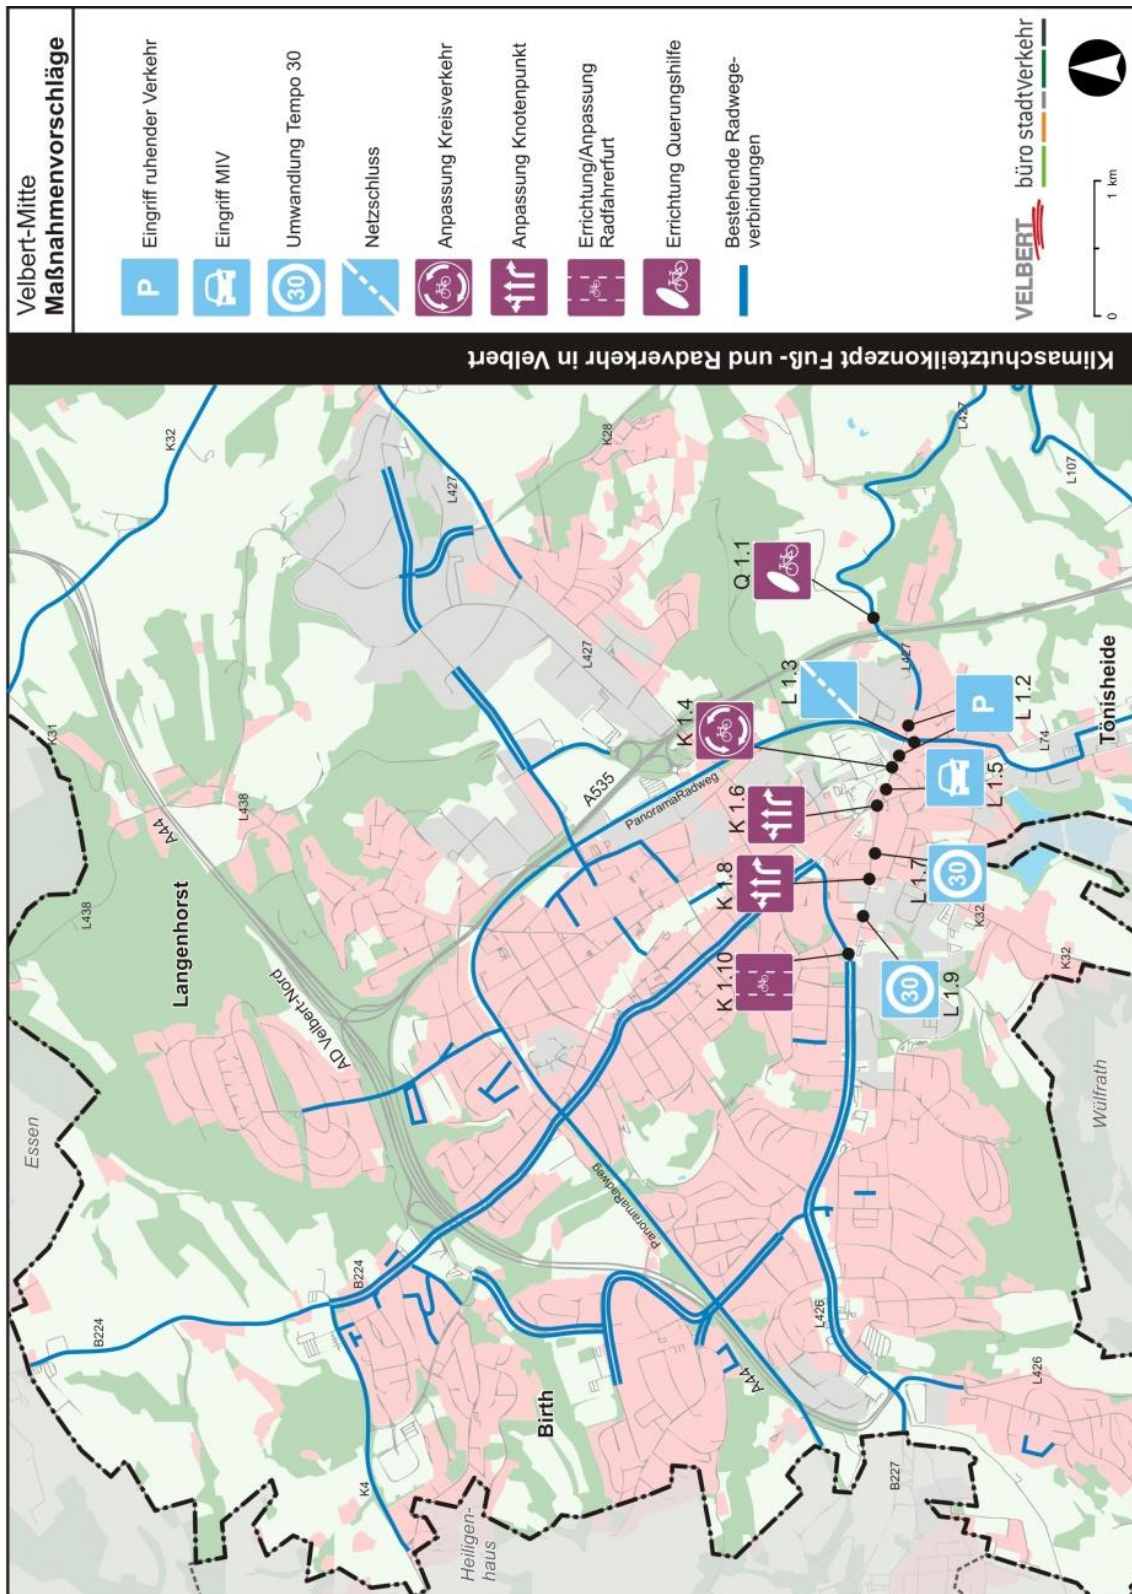 Velbert-Mitte
Maßnahmenvorschläge
Eingriff ruhender Verkehr
P
Eingriff MIV
Umwandlung Tempo 30
30
Netzschluss
Anpassung Kreisverkehr
Anpassung Knotenpunkt
Errichtung/Anpassung
Radfahrerfurt
Errichtung Querungshilfe
Bestehende Radwege-
verbindungen
VELBERT
büro stadtVerkehr
0
1 km
Klimaschutzteilkonzept Fuß- und Radverkehr in Velbert
Essen
Langenhorst
AD Velbert-Nord
A44
K31
L438
L438
K32
B224
B224
K4
Heiligen-
haus
Birth
A44
PanoramaRadweg
PanoramaRadweg
A535
L427
L427
K28
L427
L427
L107
L426
L426
B227
Wülfrath
K32
K32
L74
Tönisheide
K 1.10
K 1.8
K 1.6
K 1.4
L 1.3
Q 1.1
L 1.9
30
L 1.7
30
L 1.5
L 1.2
P